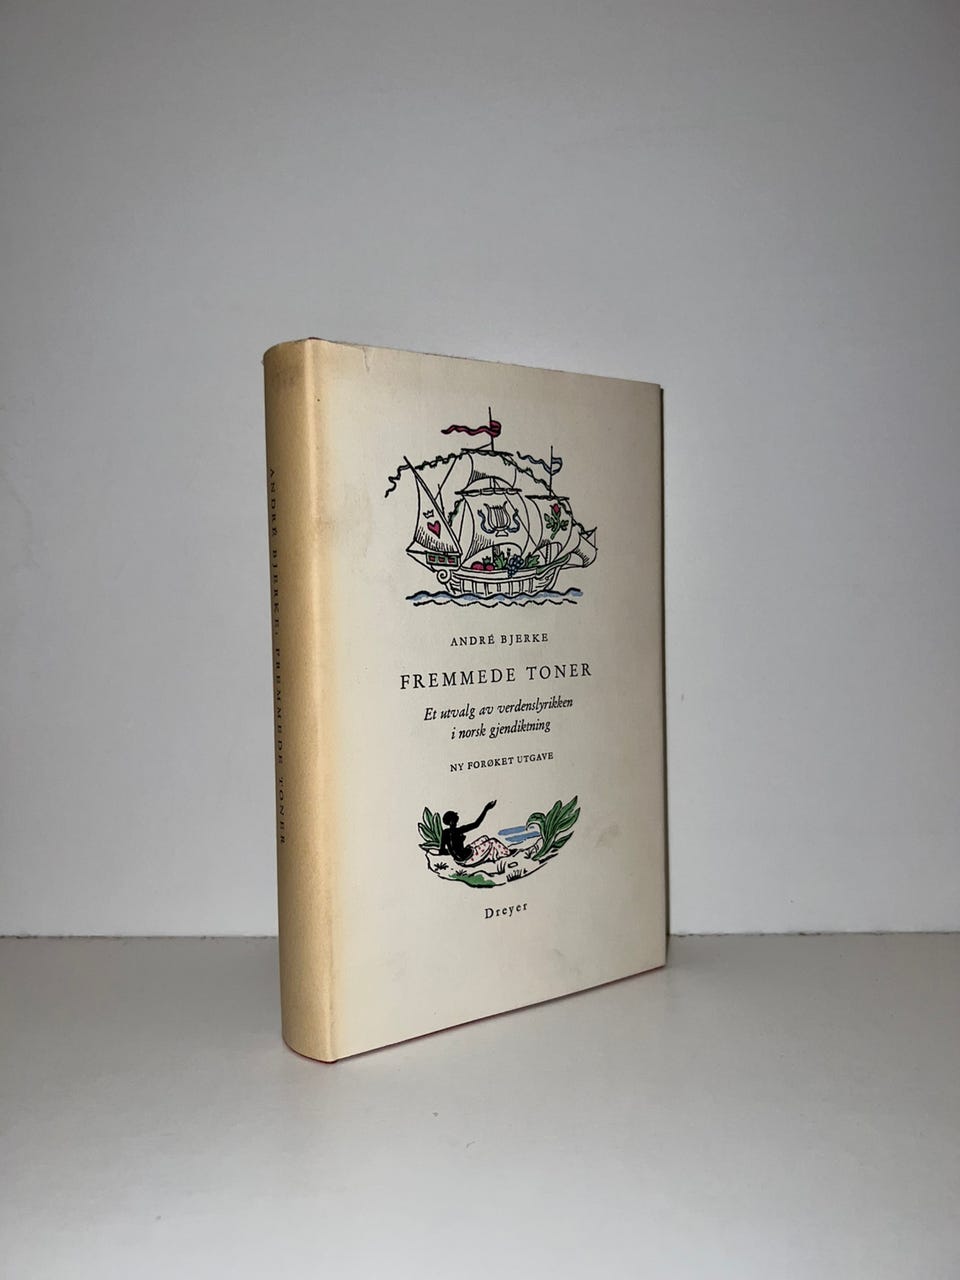 ANDRÉ BJERKE: FREMMEDE TONER
ANDRÉ BJERKE
FREMMEDE TONER
Et utvalg av verdenslyrikken
i norsk gjendiktning
NY FORØKET UTGAVE
Dreyer